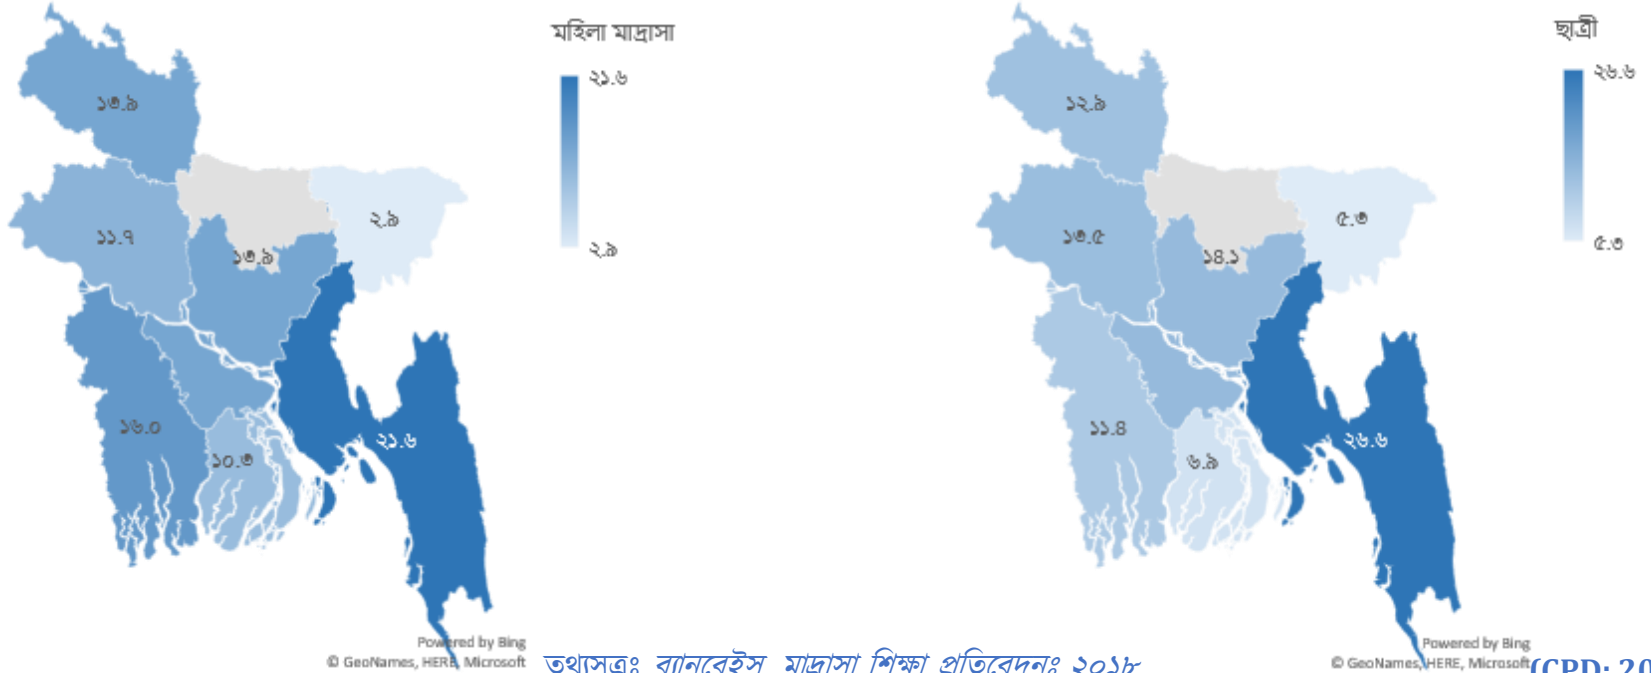 মহিলা মাদ্রাসা
২১.৬
২.৯
১৩.৯
১১.৭
১৩.৯
২.৯
১৬.০
১০.৩
২১.৬
Powered by Bing
© GeoNames, HERE, Microsoft
ছাত্রী
২৬.৬
৫.৩
১২.৯
১৩.৫
১৪.১
৫.৩
১১.৪
৬.৯
২৬.৬
Powered by Bing
© GeoNames, HERE, Microsoft
তথ্যসূত্রঃ ব্যানবেইস মাদ্রাসা শিক্ষা প্রতিবেদনঃ ২০১৮
(CPD: 20